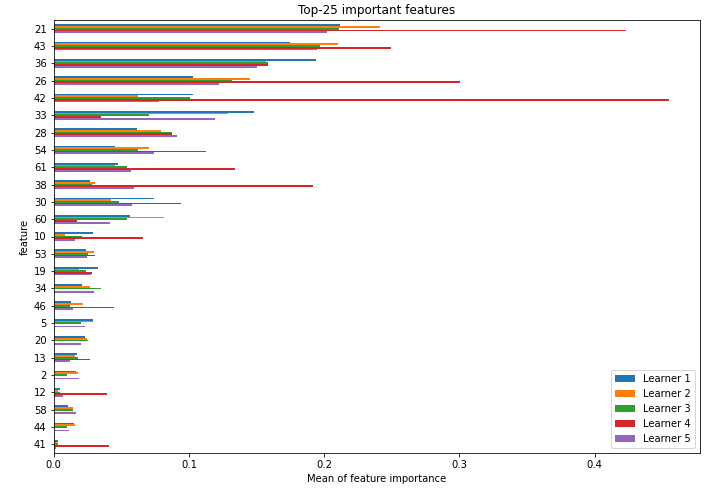 Top-25 important features
21
43
36
26
42
33
28
54
61
38
30
60
10
53
19
34
46
5
20
13
2
12
58
44
41
feature
0.0 0.1 0.2 0.3 0.4
Mean of feature importance
Learner 1
Learner 2
Learner 3
Learner 4
Learner 5